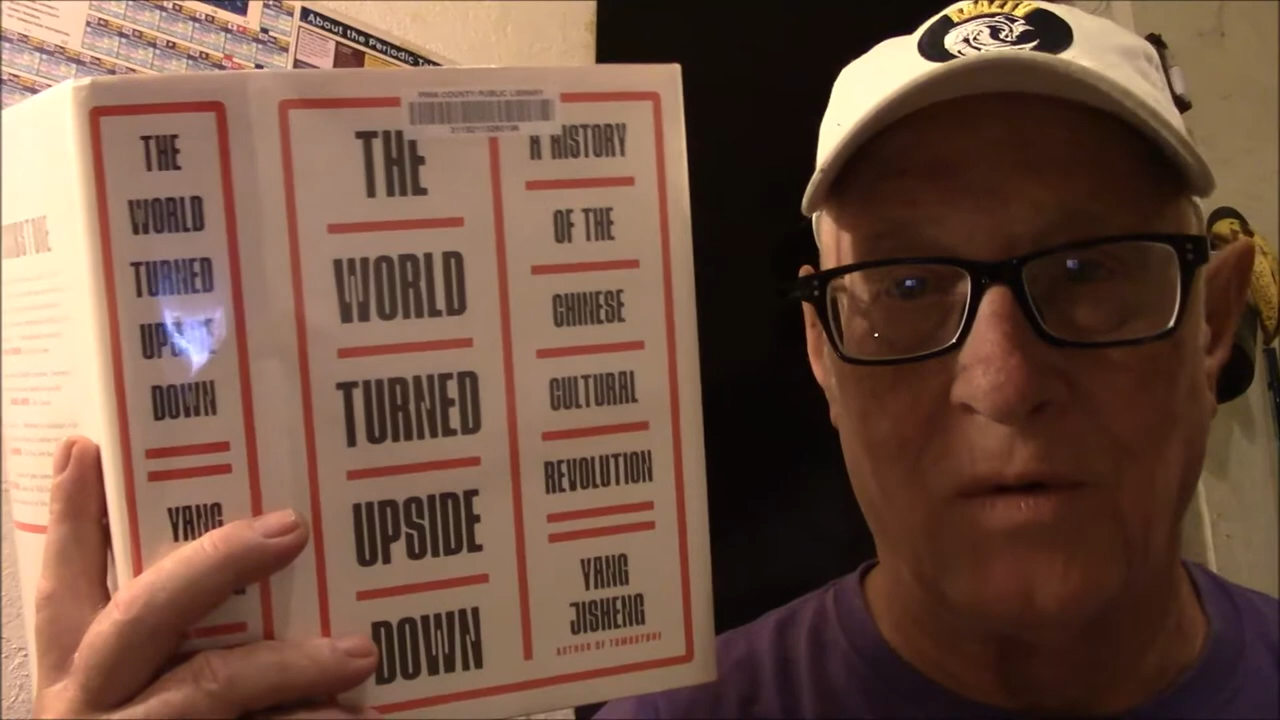 About the Periodic
PIMA COUNTY PUBLIC LIBRARY
THE
WORLD
TURNED
UPSIDE
DOWN
YANG
THE
WORLD
TURNED
UPSIDE
DOWN
A HISTORY
OF THE
CHINESE
CULTURAL
REVOLUTION
YANG
JISHENG
AUTHOR OF TOMBSTONE